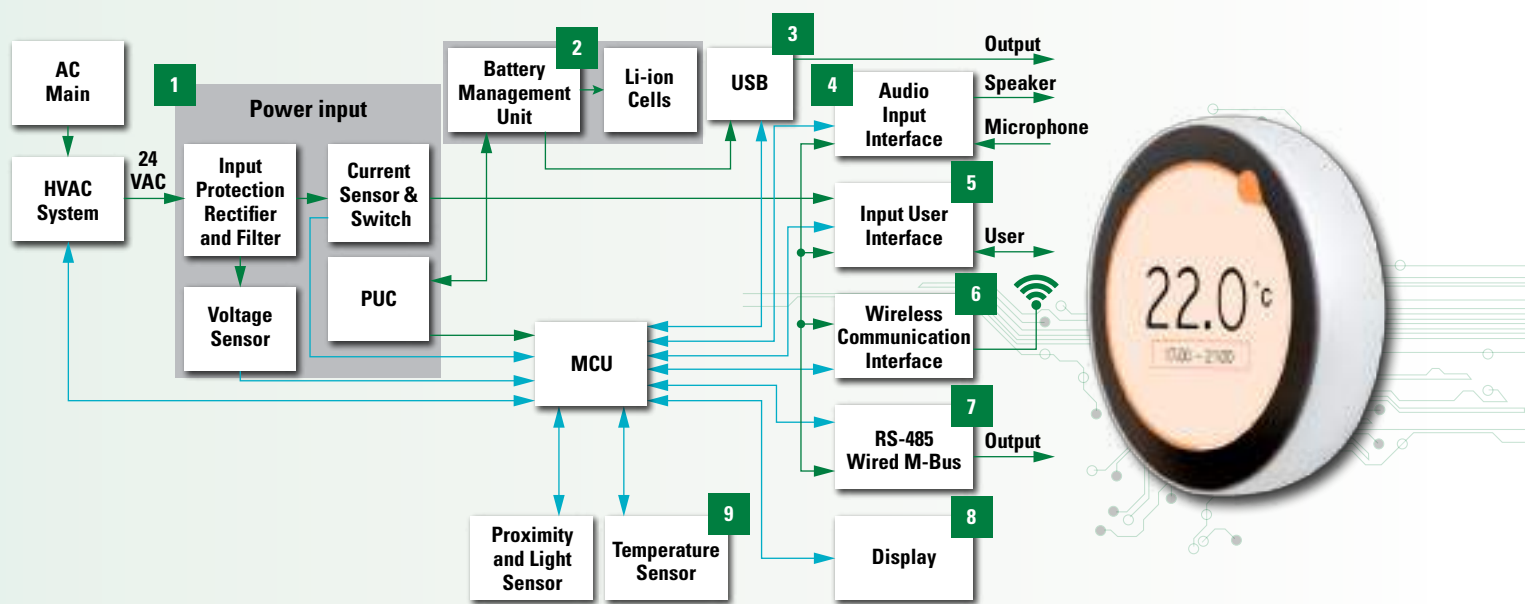 AC
Main
HVAC
System
24
VAC
1
Power input
Input
Protection
Rectifier
and Filter
Current
Sensor &
Switch
Voltage
Sensor
PUC
2
Battery
Management
Unit
Li-ion
Cells
3
USB
Output
4
Audio
Input
Interface
Speaker
Microphone
5
Input User
Interface
User
6
Wireless
Communication
Interface
MCU
7
RS-485
Wired M-Bus
Output
8
Display
Proximity
and Light
Sensor
9
Temperature
Sensor
22.0 °c